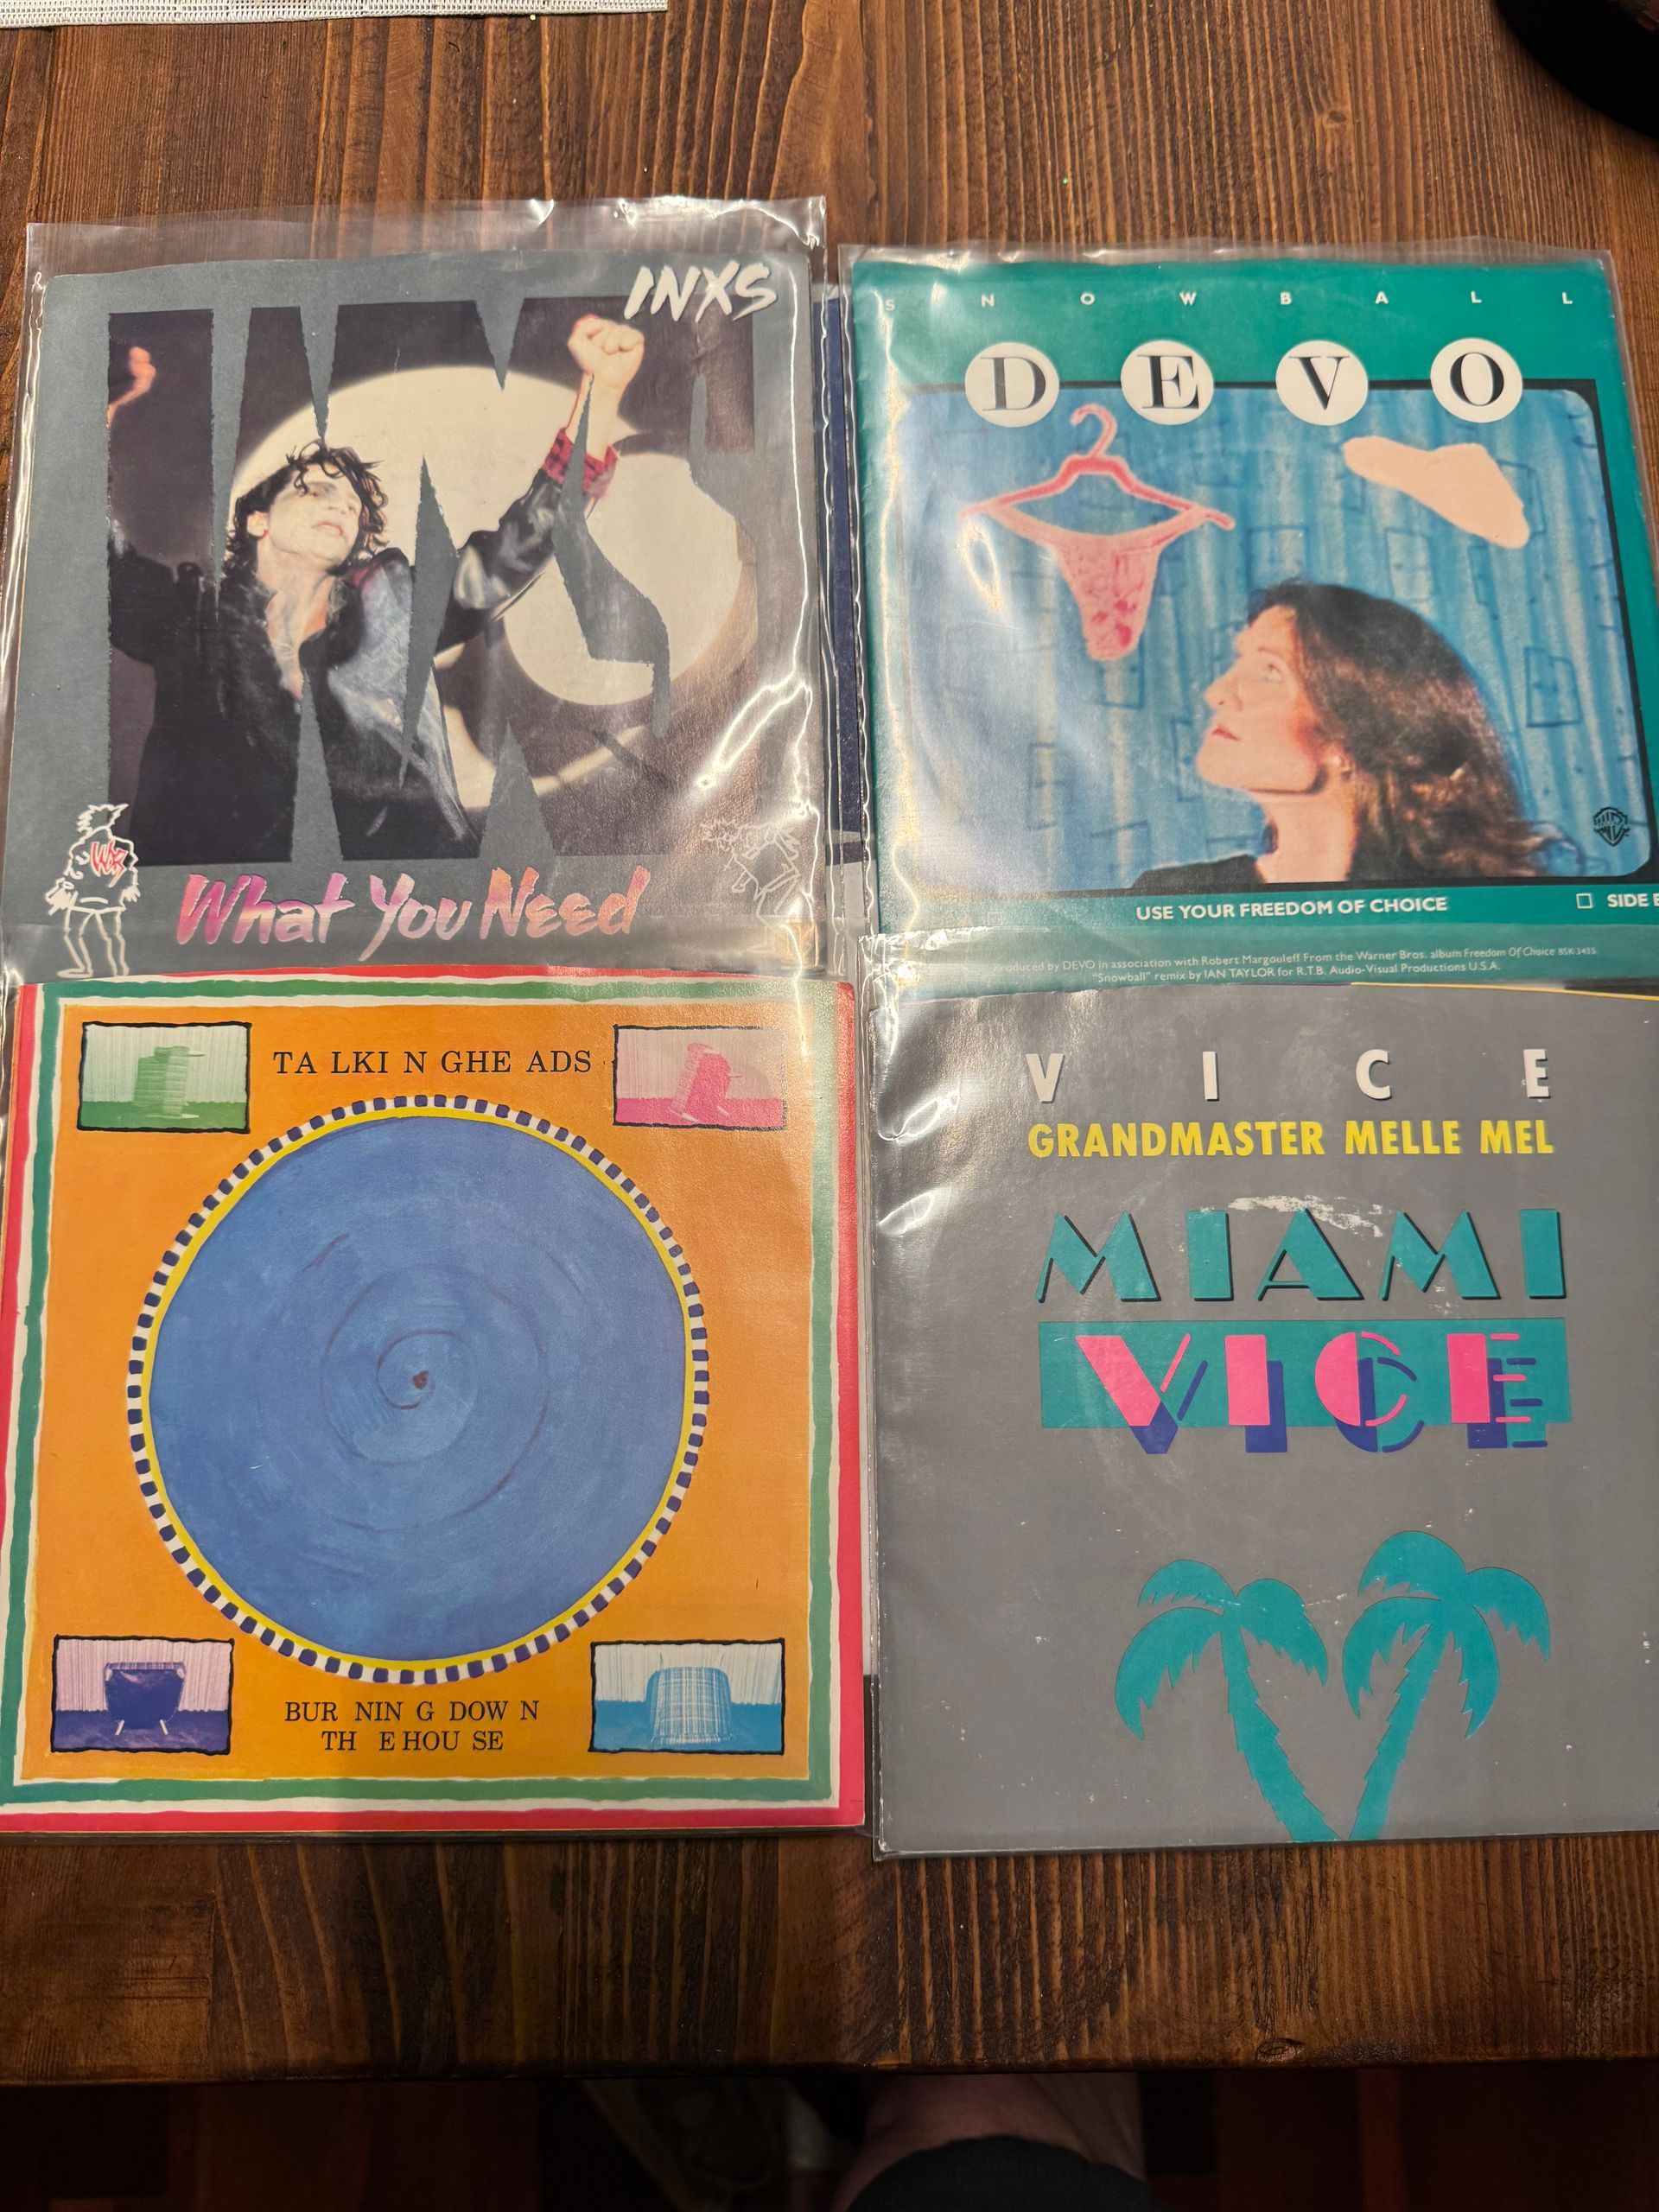 INXS
What You Need
S N O W B A L L
D E V O
USE YOUR FREEDOM OF CHOICE
SIDE
Produced by DEVO in association with Robert Margouleff From the Warner Bros. album Freedom Of Choice BSK 3435
"Snowball" remix by IAN TAYLOR for R.T.B. Audio-Visual Productions U.S.A.
TA LKI N GHE ADS
BUR NIN G DOW N
TH E HOU SE
V I C E
GRANDMASTER MELLE MEL
MIAMI
VICE